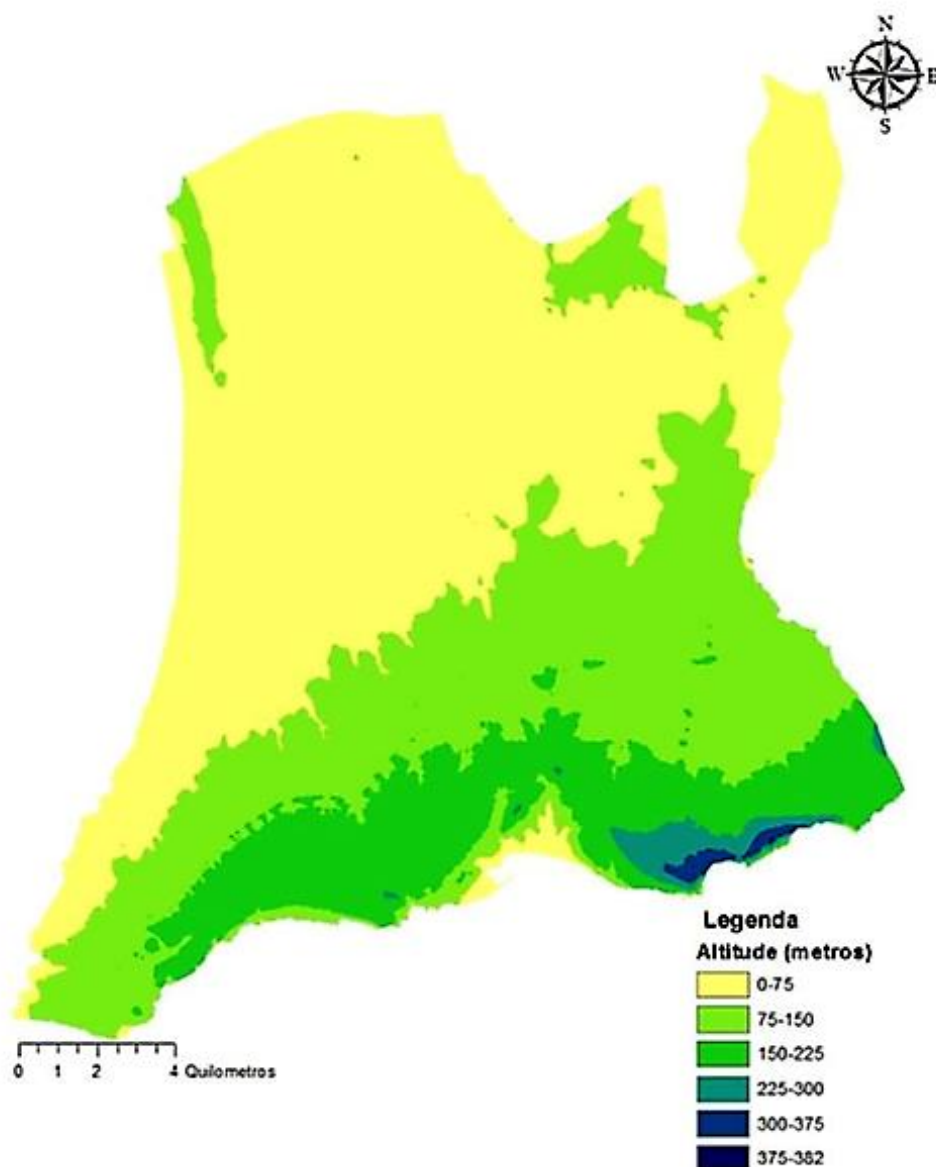 N
W E
S
Legenda
Altitude (metros)
0-75
75-150
150-225
225-300
300-375
375-382
0 1 2 4 Quilometros